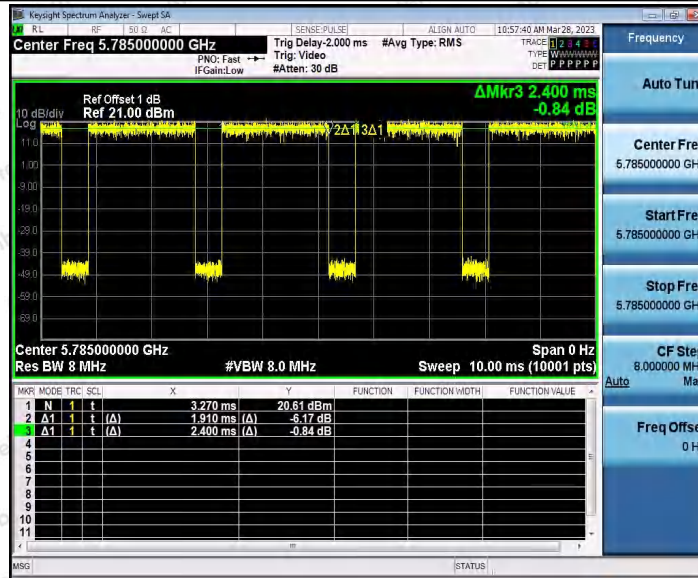 Keysight Spectrum Analyzer - Swept SA
RL RF 50 Ω AC SENSE:PULSE ALIGN AUTO 10:57:40 AM Mar 28, 2023
Center Freq 5.785000000 GHz
PNO: Fast
IFGain:Low
Trig Delay-2.000 ms
Trig: Video
#Atten: 30 dB
#Avg Type: RMS
TRACE 1 2 3 4 5 6
TYPE WWWWWW
DET P P P P P P
ΔMkr3 2.400 ms
-0.84 dB
Ref Offset 1 dB
10 dB/div Ref 21.00 dBm
Log
11.0
1.00
-9.00
-19.0
-29.0
-39.0
-49.0
-59.0
-69.0
2Δ1 3Δ1
Center 5.785000000 GHz Span 0 Hz
Res BW 8 MHz #VBW 8.0 MHz Sweep 10.00 ms (10001 pts)
MKR MODE TRC SCL X Y FUNCTION FUNCTION WIDTH FUNCTION VALUE
1 N 1 t 3.270 ms 20.61 dBm
2 Δ1 1 t (Δ) 1.910 ms (Δ) -6.17 dB
3 Δ1 1 t (Δ) 2.400 ms (Δ) -0.84 dB
4
5
6
7
8
9
10
11
MSG STATUS
Frequency
Auto Tun
Center Fre
5.785000000 GH
Start Fre
5.785000000 GH
Stop Fre
5.785000000 GH
CF Ste
8.000000 MH
Auto Ma
Freq Offse
0 H